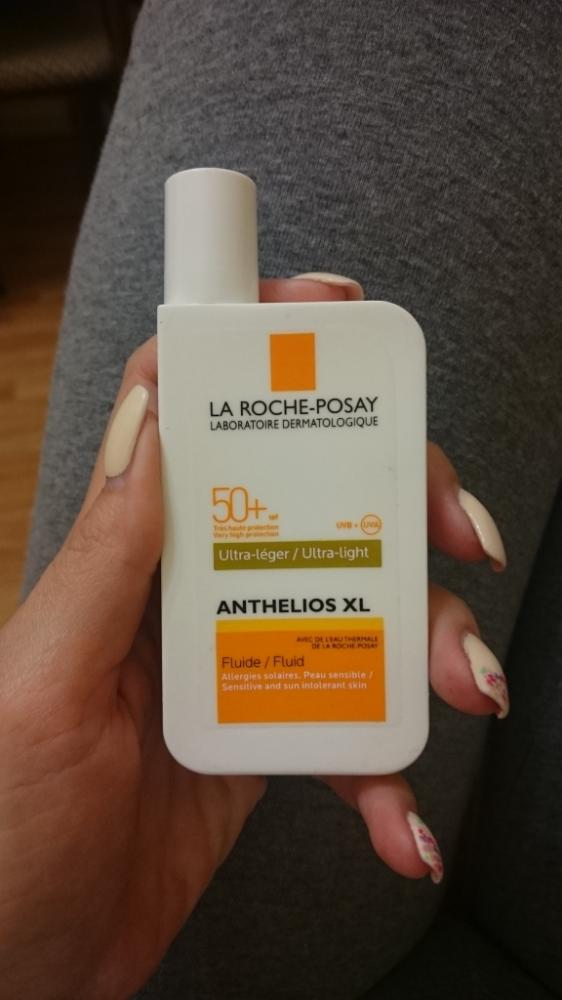 LA ROCHE-POSAY
LABORATOIRE DERMATOLOGIQUE
50+ SPF
Très haute protection
Very high protection
UVB + UVA
Ultra-léger / Ultra-light
ANTHELIOS XL
AVEC DE L'EAU THERMALE
DE LA ROCHE-POSAY
Fluide / Fluid
Allergies solaires. Peau sensible /
Sensitive and sun intolerant skin